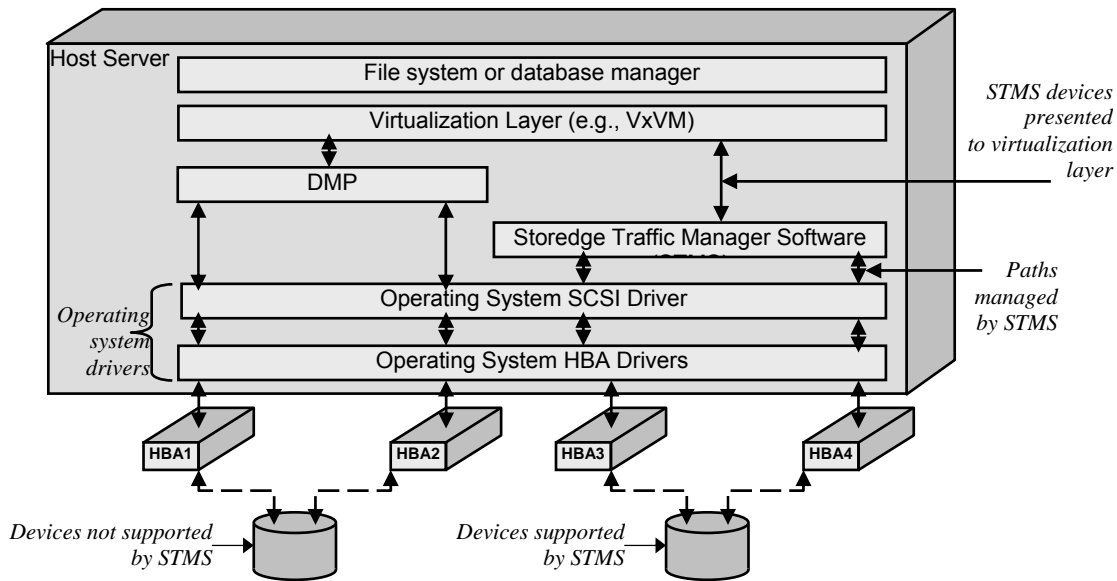 Host Server
File system or database manager
Virtualization Layer (e.g., VxVM)
STMS devices
presented
to virtualization
layer
DMP
Storedge Traffic Manager Software
Paths
managed
by STMS
Operating System SCSI Driver
Operating
system
drivers
Operating System HBA Drivers
HBA1
HBA2
HBA3
HBA4
Devices not supported
by STMS
Devices supported
by STMS